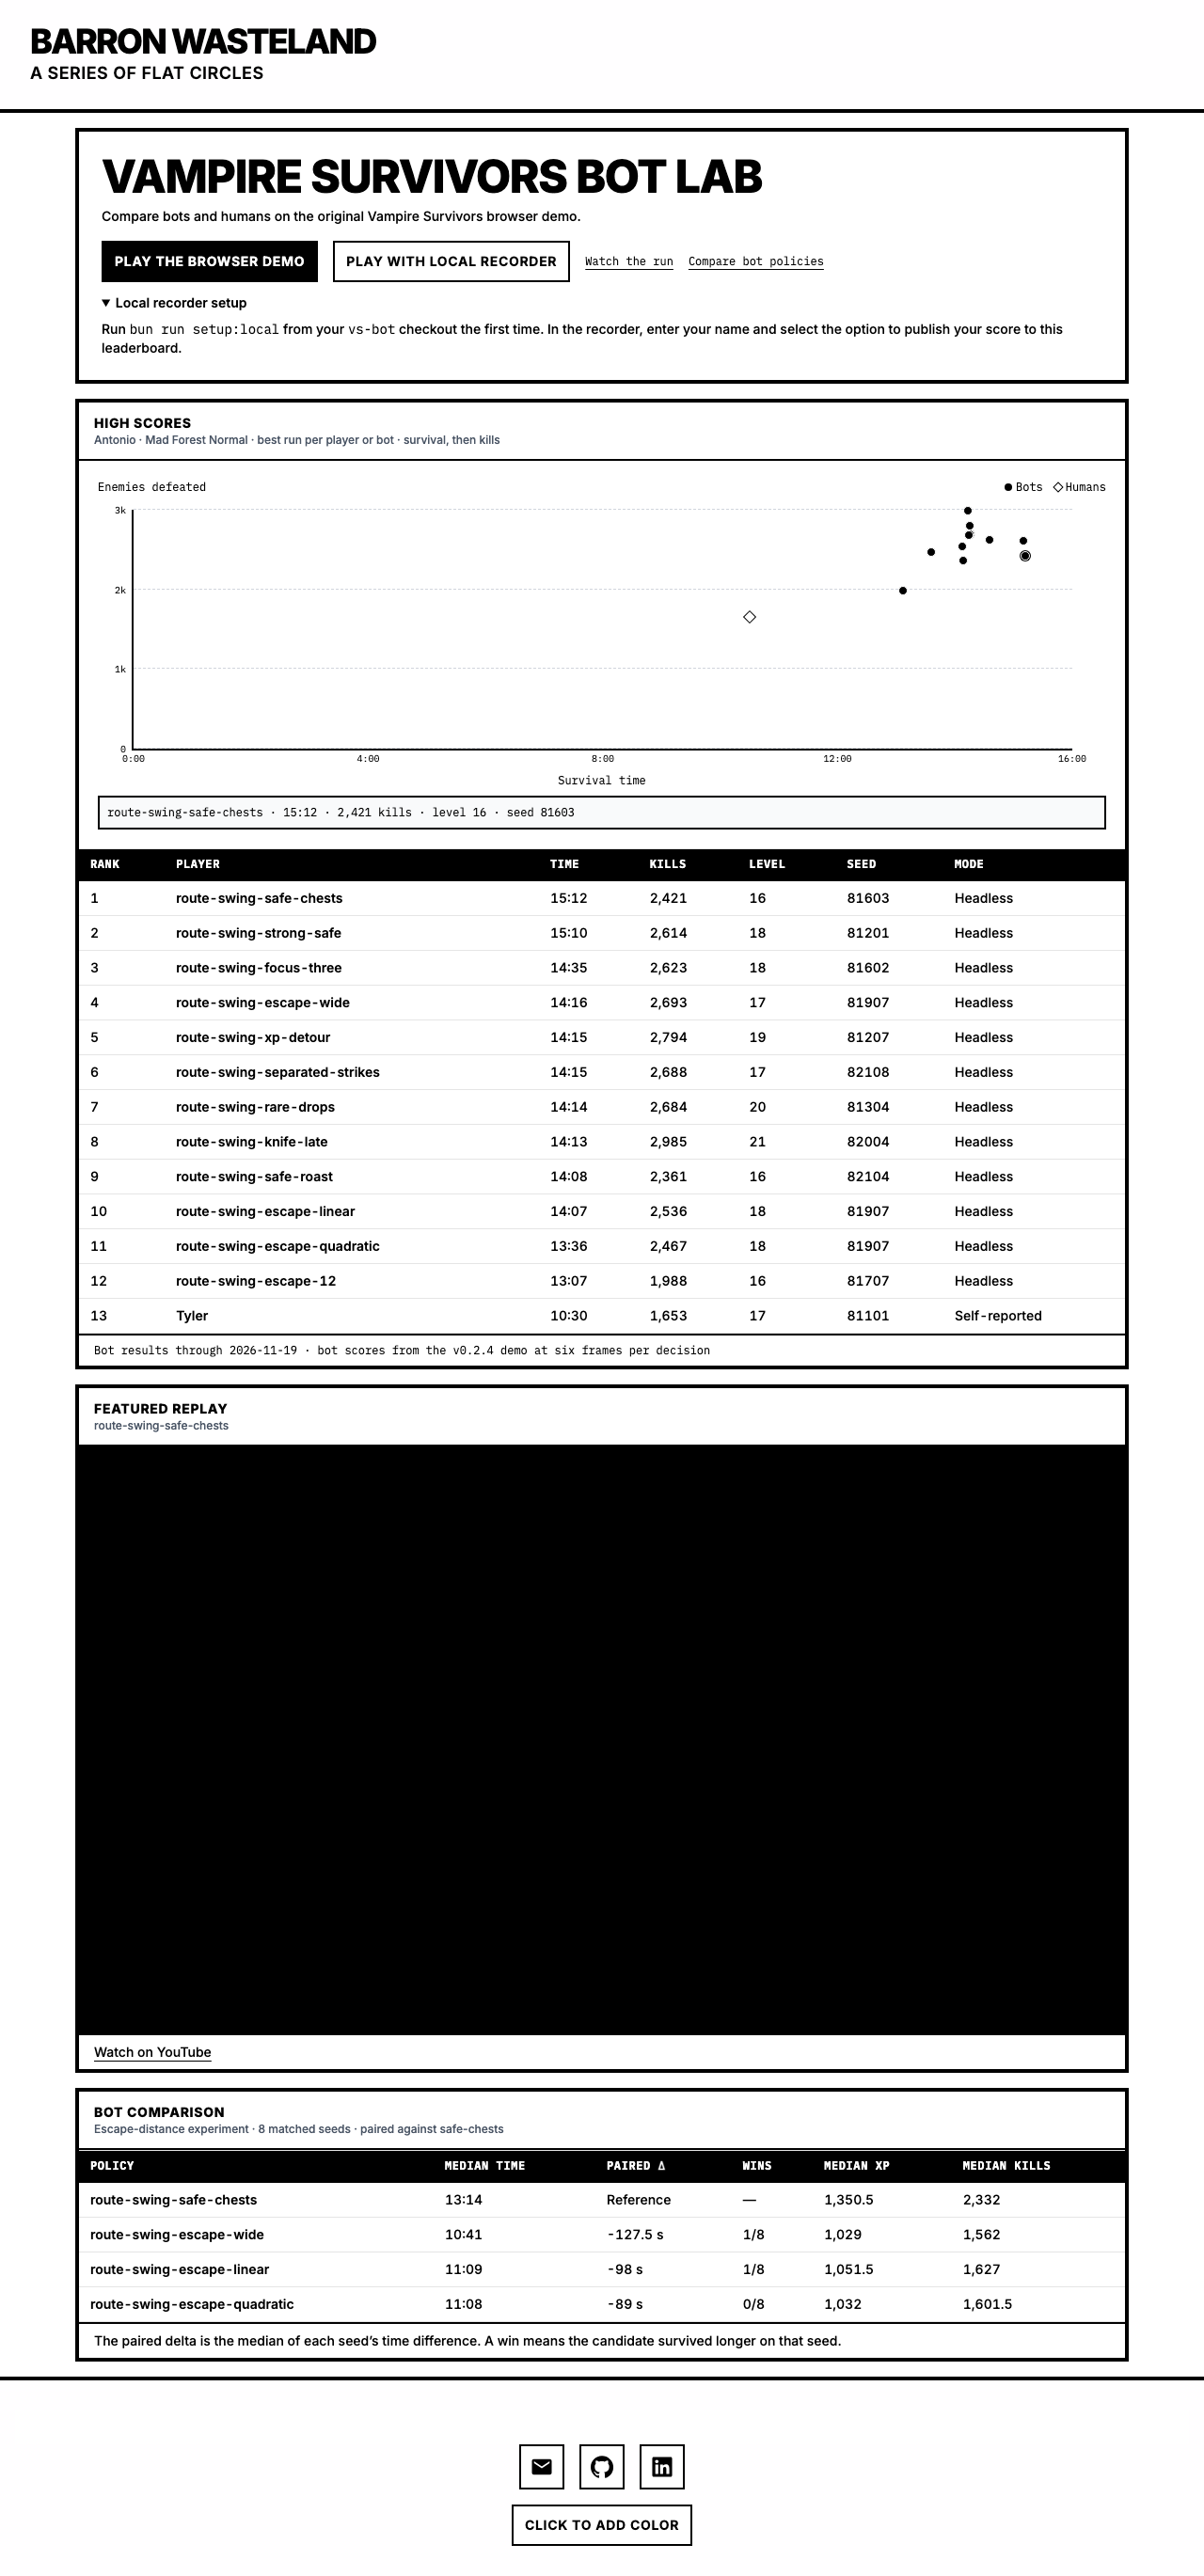 BARRON WASTELAND
A SERIES OF FLAT CIRCLES
VAMPIRE SURVIVORS BOT LAB
Compare bots and humans on the original Vampire Survivors browser demo.
PLAY THE BROWSER DEMO PLAY WITH LOCAL RECORDER Watch the run Compare bot policies
▼ Local recorder setup
Run bun run setup:local from your vs-bot checkout the first time. In the recorder, enter your name and select the option to publish your score to this
leaderboard.
HIGH SCORES
Antonio · Mad Forest Normal · best run per player or bot · survival, then kills
Enemies defeated Bots Humans
3k
2k
1k
0
0:00 4:00 8:00 12:00 16:00
Survival time
route-swing-safe-chests · 15:12 · 2,421 kills · level 16 · seed 81603
RANK PLAYER TIME KILLS LEVEL SEED MODE
1 route-swing-safe-chests 15:12 2,421 16 81603 Headless
2 route-swing-strong-safe 15:10 2,614 18 81201 Headless
3 route-swing-focus-three 14:35 2,623 18 81602 Headless
4 route-swing-escape-wide 14:16 2,693 17 81907 Headless
5 route-swing-xp-detour 14:15 2,794 19 81207 Headless
6 route-swing-separated-strikes 14:15 2,688 17 82108 Headless
7 route-swing-rare-drops 14:14 2,684 20 81304 Headless
8 route-swing-knife-late 14:13 2,985 21 82004 Headless
9 route-swing-safe-roast 14:08 2,361 16 82104 Headless
10 route-swing-escape-linear 14:07 2,536 18 81907 Headless
11 route-swing-escape-quadratic 13:36 2,467 18 81907 Headless
12 route-swing-escape-12 13:07 1,988 16 81707 Headless
13 Tyler 10:30 1,653 17 81101 Self-reported
Bot results through 2026-11-19 · bot scores from the v0.2.4 demo at six frames per decision
FEATURED REPLAY
route-swing-safe-chests
Watch on YouTube
BOT COMPARISON
Escape-distance experiment · 8 matched seeds · paired against safe-chests
POLICY MEDIAN TIME PAIRED Δ WINS MEDIAN XP MEDIAN KILLS
route-swing-safe-chests 13:14 Reference — 1,350.5 2,332
route-swing-escape-wide 10:41 -127.5 s 1/8 1,029 1,562
route-swing-escape-linear 11:09 -98 s 1/8 1,051.5 1,627
route-swing-escape-quadratic 11:08 -89 s 0/8 1,032 1,601.5
The paired delta is the median of each seed’s time difference. A win means the candidate survived longer on that seed.
in
CLICK TO ADD COLOR